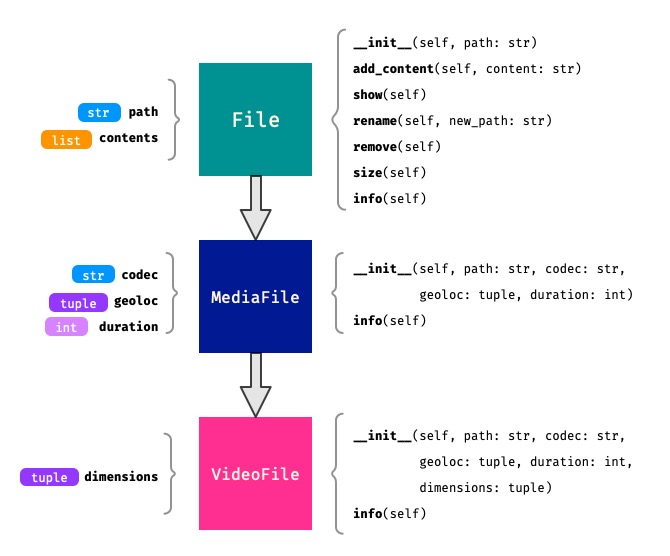 __init__(self, path: str)
add_content(self, content: str)
show(self)
rename(self, new_path: str)
remove(self)
size(self)
info(self)
str path
list contents
File
__init__(self, path: str, codec: str,
geoloc: tuple, duration: int)
info(self)
str codec
tuple geoloc
int duration
MediaFile
__init__(self, path: str, codec: str,
geoloc: tuple, duration: int,
dimensions: tuple)
info(self)
tuple dimensions
VideoFile